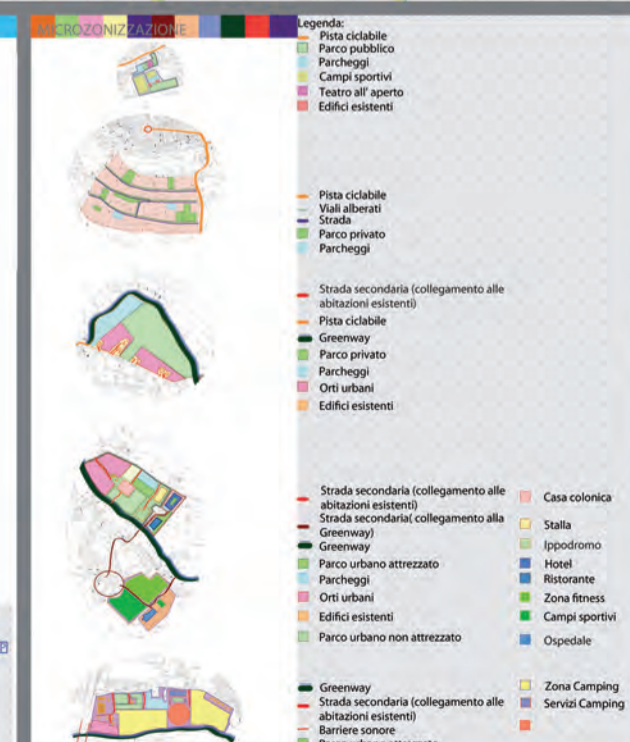 MICROZONIZZAZIONE
Legenda:
Pista ciclabile
Parco pubblico
Parcheggi
Campi sportivi
Teatro all' aperto
Edifici esistenti
Pista ciclabile
Viali alberati
Strada
Parco privato
Parcheggi
Strada secondaria (collegamento alle
abitazioni esistenti)
Pista ciclabile
Greenway
Parco privato
Parcheggi
Orti urbani
Edifici esistenti
Strada secondaria (collegamento alle
abitazioni esistenti)
Strada secondaria( collegamento alla
Greenway)
Greenway
Parco urbano attrezzato
Parcheggi
Orti urbani
Edifici esistenti
Parco urbano non attrezzato
Casa colonica
Stalla
Ippodromo
Hotel
Ristorante
Zona fitness
Campi sportivi
Ospedale
Greenway
Strada secondaria (collegamento alle
abitazioni esistenti)
Barriere sonore
Zona Camping
Servizi Camping